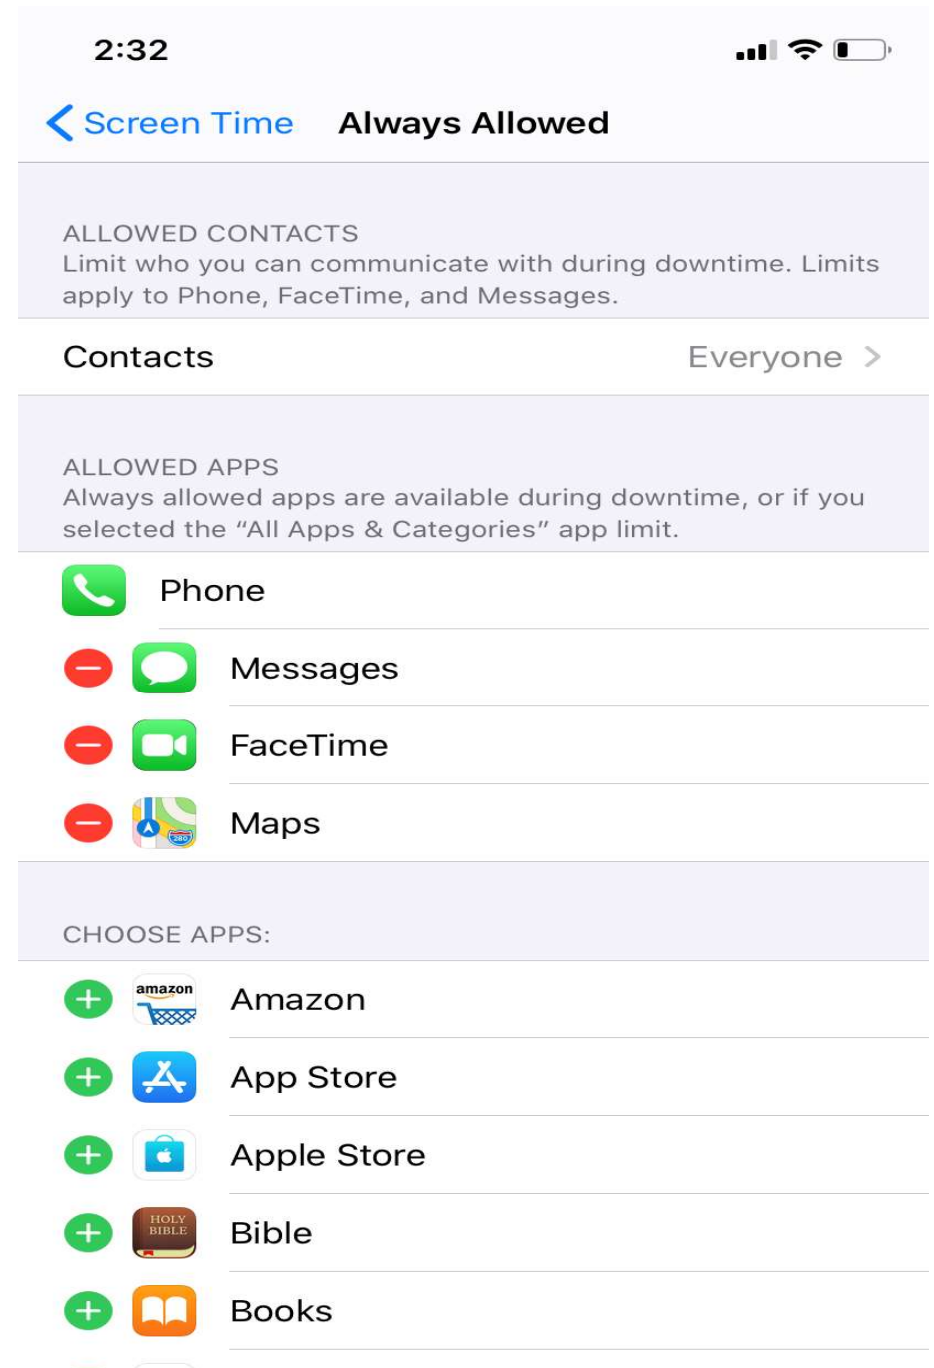 2:32
Screen Time Always Allowed
ALLOWED CONTACTS
Limit who you can communicate with during downtime. Limits
apply to Phone, FaceTime, and Messages.
Contacts Everyone
ALLOWED APPS
Always allowed apps are available during downtime, or if you
selected the “All Apps & Categories” app limit.
Phone
Messages
FaceTime
280
Maps
CHOOSE APPS:
amazon
Amazon
App Store
Apple Store
HOLY
BIBLE
Bible
Books